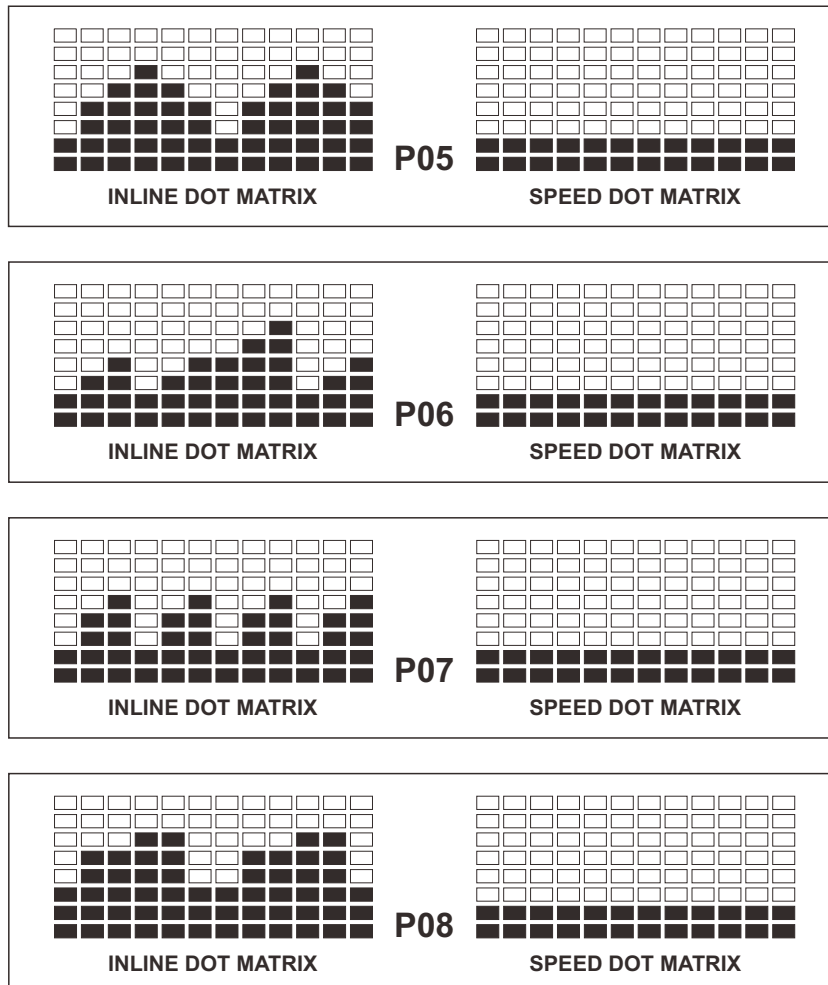 P05
INLINE DOT MATRIX SPEED DOT MATRIX
P06
INLINE DOT MATRIX SPEED DOT MATRIX
P07
INLINE DOT MATRIX SPEED DOT MATRIX
P08
INLINE DOT MATRIX SPEED DOT MATRIX